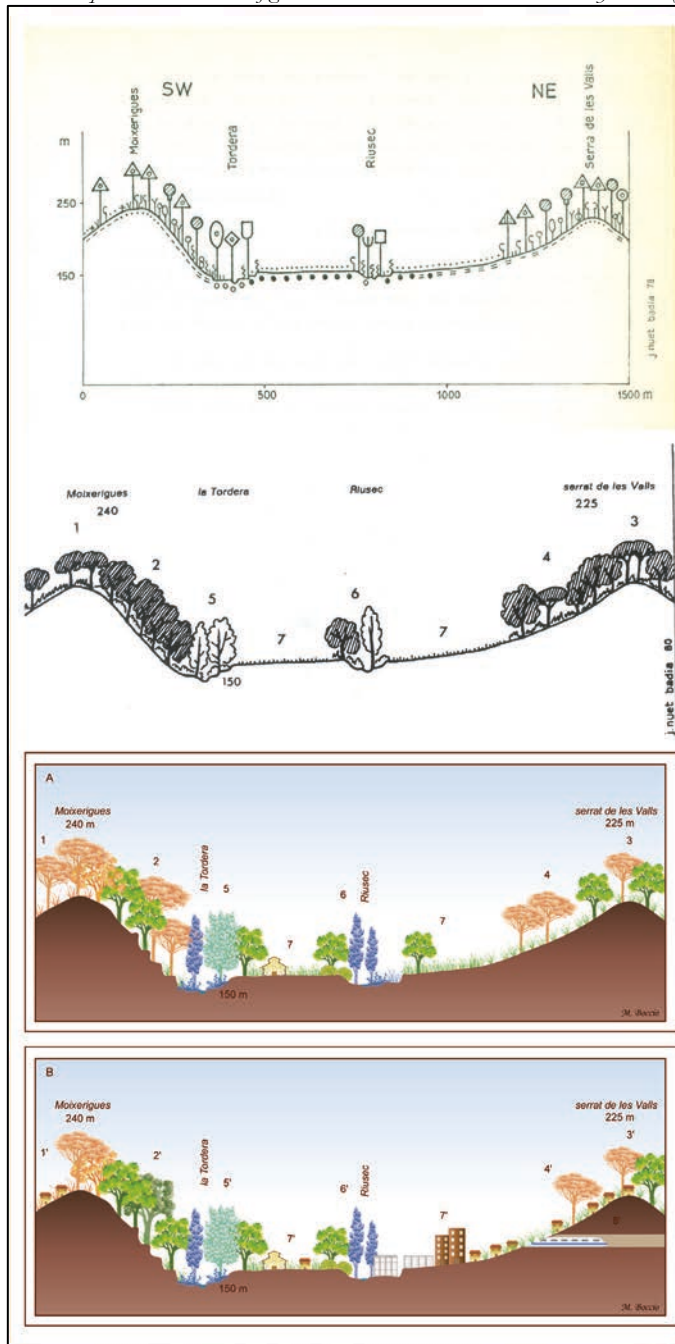 SW
NE
Moixerigues
Tordera
Riusec
Serra de les Valls
m
250
150
0
500
1000
1500 m
j. nuet badia 78
Moixerigues
240
la Tordera
Riusec
serrat de les Valls
225
1
2
3
4
5
6
7
7
150
j. nuet badia 80
A
Moixerigues
240 m
serrat de les Valls
225 m
1
2
la Tordera
5
6
Riusec
3
4
7
7
150 m
M. Boccio
B
Moixerigues
240 m
serrat de les Valls
225 m
1'
2'
la Tordera
5'
6'
Riusec
3'
4'
7'
7'
8'
150 m
M. Boccio